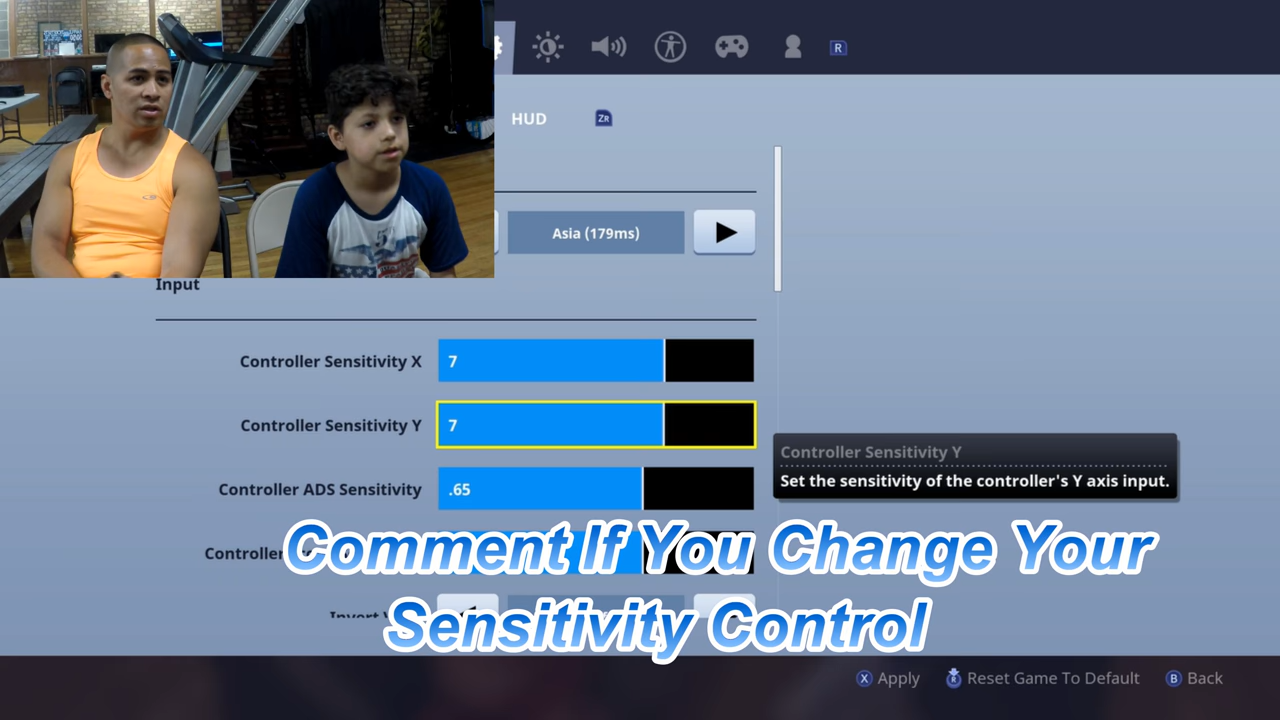 R
HUD
ZR
Asia (179ms)
Input
Controller Sensitivity X
7
Controller Sensitivity Y
7
Controller Sensitivity Y
Set the sensitivity of the controller's Y axis input.
Controller ADS Sensitivity
.65
Controller
Comment If You Change Your
Invert
Sensitivity Control
X Apply
R Reset Game To Default
B Back